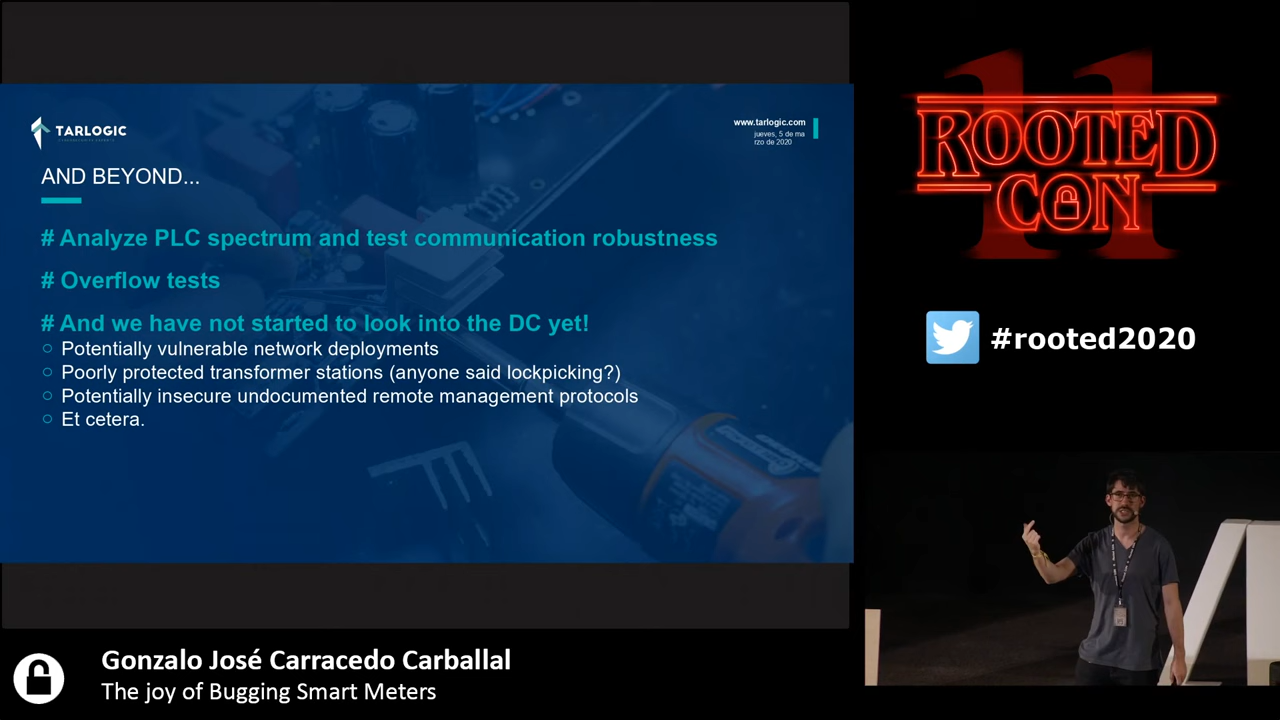 TARLOGIC
www.tarlogic.com
jueves, 5 de ma
rzo de 2020
AND BEYOND...
# Analyze PLC spectrum and test communication robustness
# Overflow tests
# And we have not started to look into the DC yet!
Potentially vulnerable network deployments
Poorly protected transformer stations (anyone said lockpicking?)
Potentially insecure undocumented remote management protocols
Et cetera.
11
ROOTED
CON
#rooted2020
Gonzalo José Carracedo Carballal
The joy of Bugging Smart Meters